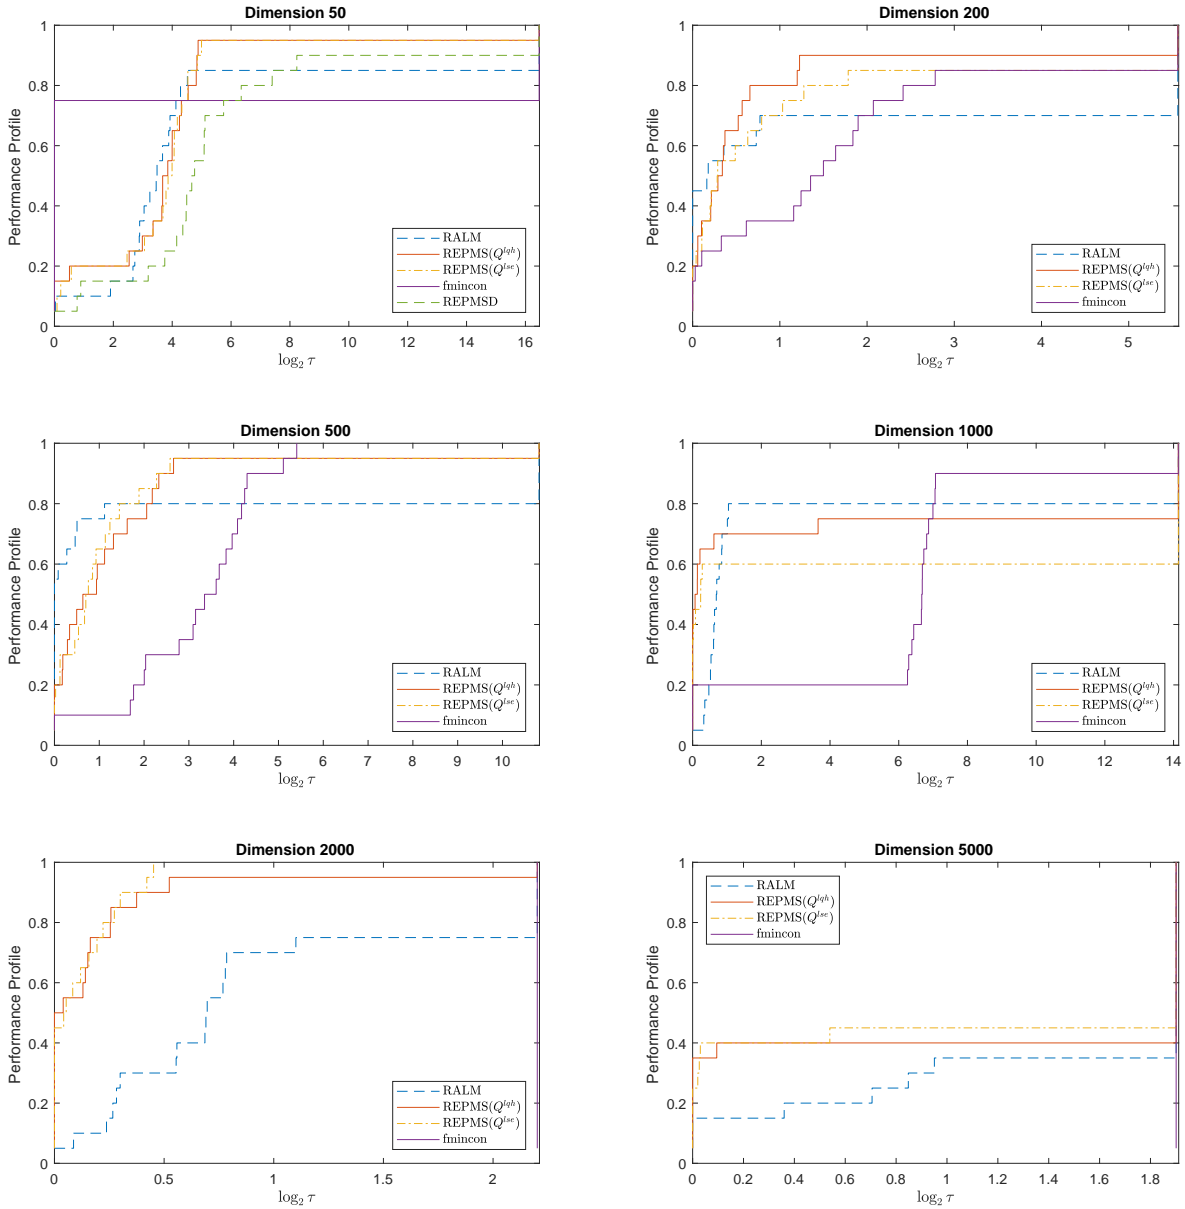 Dimension 50
Performance Profile
1
0.8
0.6
0.4
0.2
0
0 2 4 6 8 10 12 14 16
log₂ τ
RALM
REPMS(Q^lqh)
REPMS(Q^lse)
fmincon
REPMSD
Dimension 200
Performance Profile
1
0.8
0.6
0.4
0.2
0
0 1 2 3 4 5
log₂ τ
RALM
REPMS(Q^lqh)
REPMS(Q^lse)
fmincon
Dimension 500
Performance Profile
1
0.8
0.6
0.4
0.2
0
0 1 2 3 4 5 6 7 8 9 10
log₂ τ
RALM
REPMS(Q^lqh)
REPMS(Q^lse)
fmincon
Dimension 1000
Performance Profile
1
0.8
0.6
0.4
0.2
0
0 2 4 6 8 10 12 14
log₂ τ
RALM
REPMS(Q^lqh)
REPMS(Q^lse)
fmincon
Dimension 2000
Performance Profile
1
0.8
0.6
0.4
0.2
0
0 0.5 1 1.5 2
log₂ τ
RALM
REPMS(Q^lqh)
REPMS(Q^lse)
fmincon
Dimension 5000
Performance Profile
1
0.8
0.6
0.4
0.2
0
0 0.2 0.4 0.6 0.8 1 1.2 1.4 1.6 1.8
log₂ τ
RALM
REPMS(Q^lqh)
REPMS(Q^lse)
fmincon